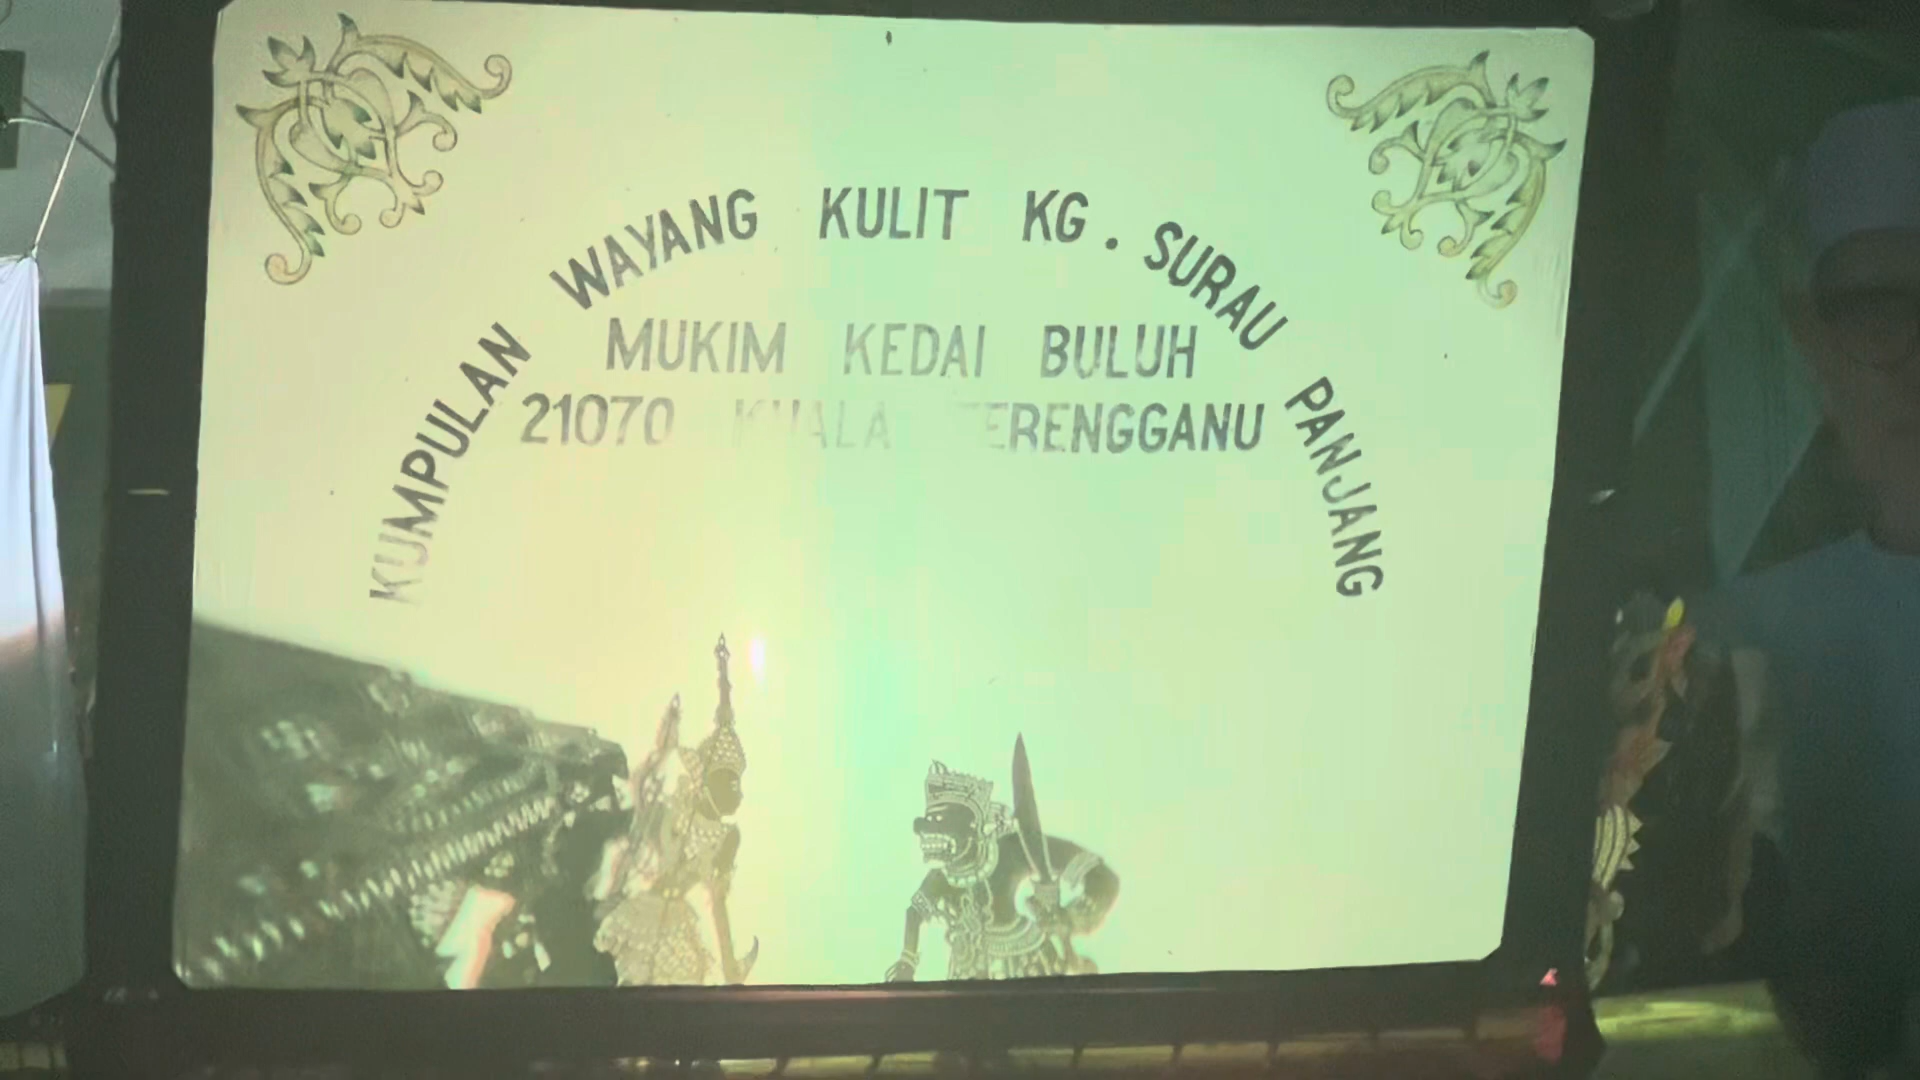 KUMPULAN WAYANG KULIT KG. SURAU PANJANG
MUKIM KEDAI BULUH
21070 KUALA TERENGGANU